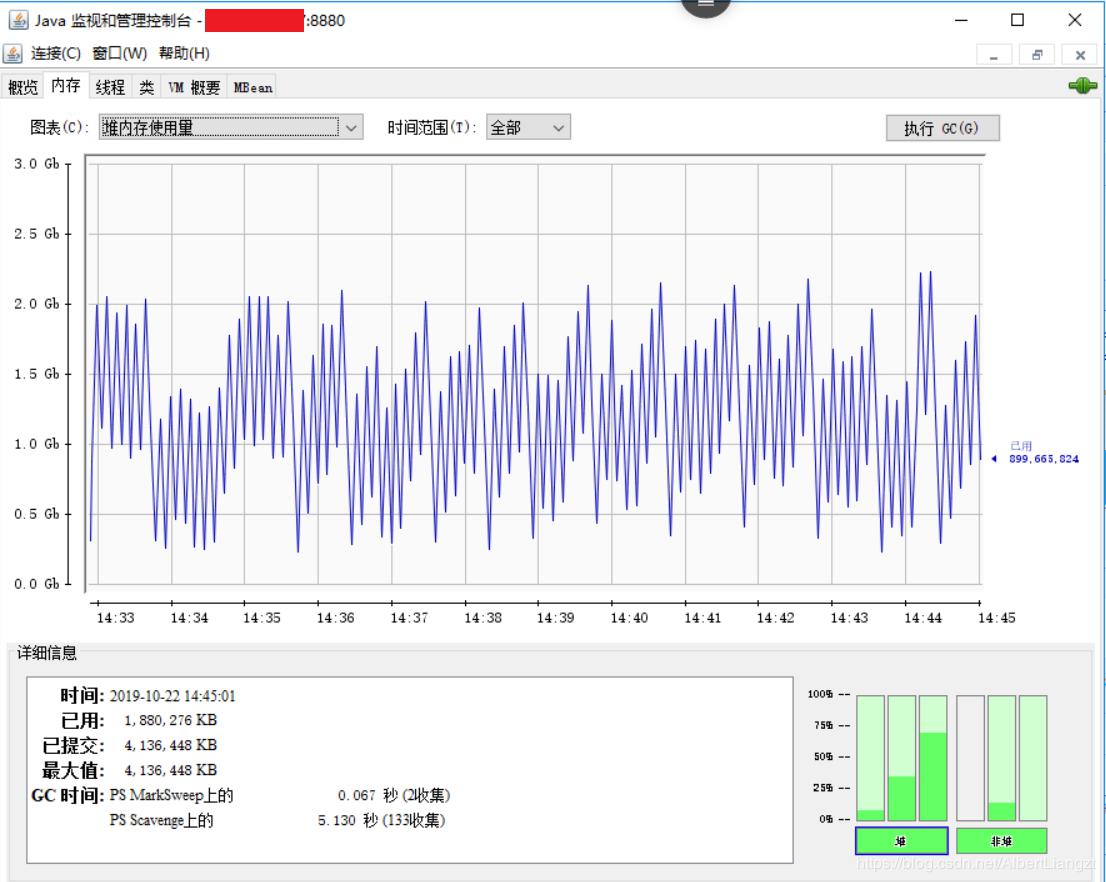 Java 监视和管理控制台 - :8880
连接(C) 窗口(W) 帮助(H)
概览 内存 线程 类 VM 概要 MBean
图表(C): 堆内存使用量 时间范围(T): 全部 执行 GC(G)
3.0 Gb
2.5 Gb
2.0 Gb
1.5 Gb
1.0 Gb
0.5 Gb
0.0 Gb
已用
899,665,824
14:33 14:34 14:35 14:36 14:37 14:38 14:39 14:40 14:41 14:42 14:43 14:44 14:45
详细信息
时间: 2019-10-22 14:45:01
已用: 1,880,276 KB
已提交: 4,136,448 KB
最大值: 4,136,448 KB
GC 时间: PS MarkSweep上的 0.067 秒 (2收集)
PS Scavenge上的 5.130 秒 (133收集)
100% --
75% --
50% --
25% --
0% --
堆 非堆
https://blog.csdn.net/AlbertLiangzt